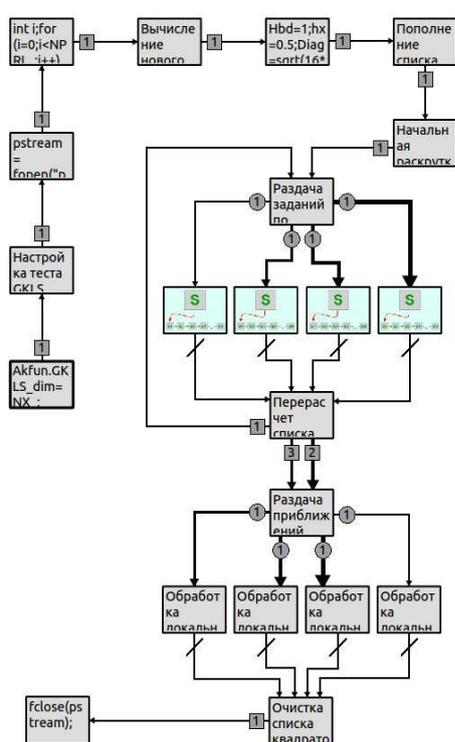 int i;for
(i=0;i<NP
RL_;i++)
1
Вычисле
ние
нового
1
Hbd=1;hx
=0.5;Diag
=sqrt(16*
1
Пополне
ние
списка
1
1
pstream
=
fopen("p
Начальн
ая
раскрутк
1
Раздача
заданий
по
1
1
1
1
1
Настрой
ка теста
GKLS
S
S
S
S
1
Akfun.GK
LS_dim=
NX_;
Перерас
чет
списка
1
3
2
Раздача
приближ
ений
1
1
1
1
Обработ
ка
локальн
Обработ
ка
локальн
Обработ
ка
локальн
Обработ
ка
локальн
fclose(ps
tream);
1
Очистка
списка
квадрато